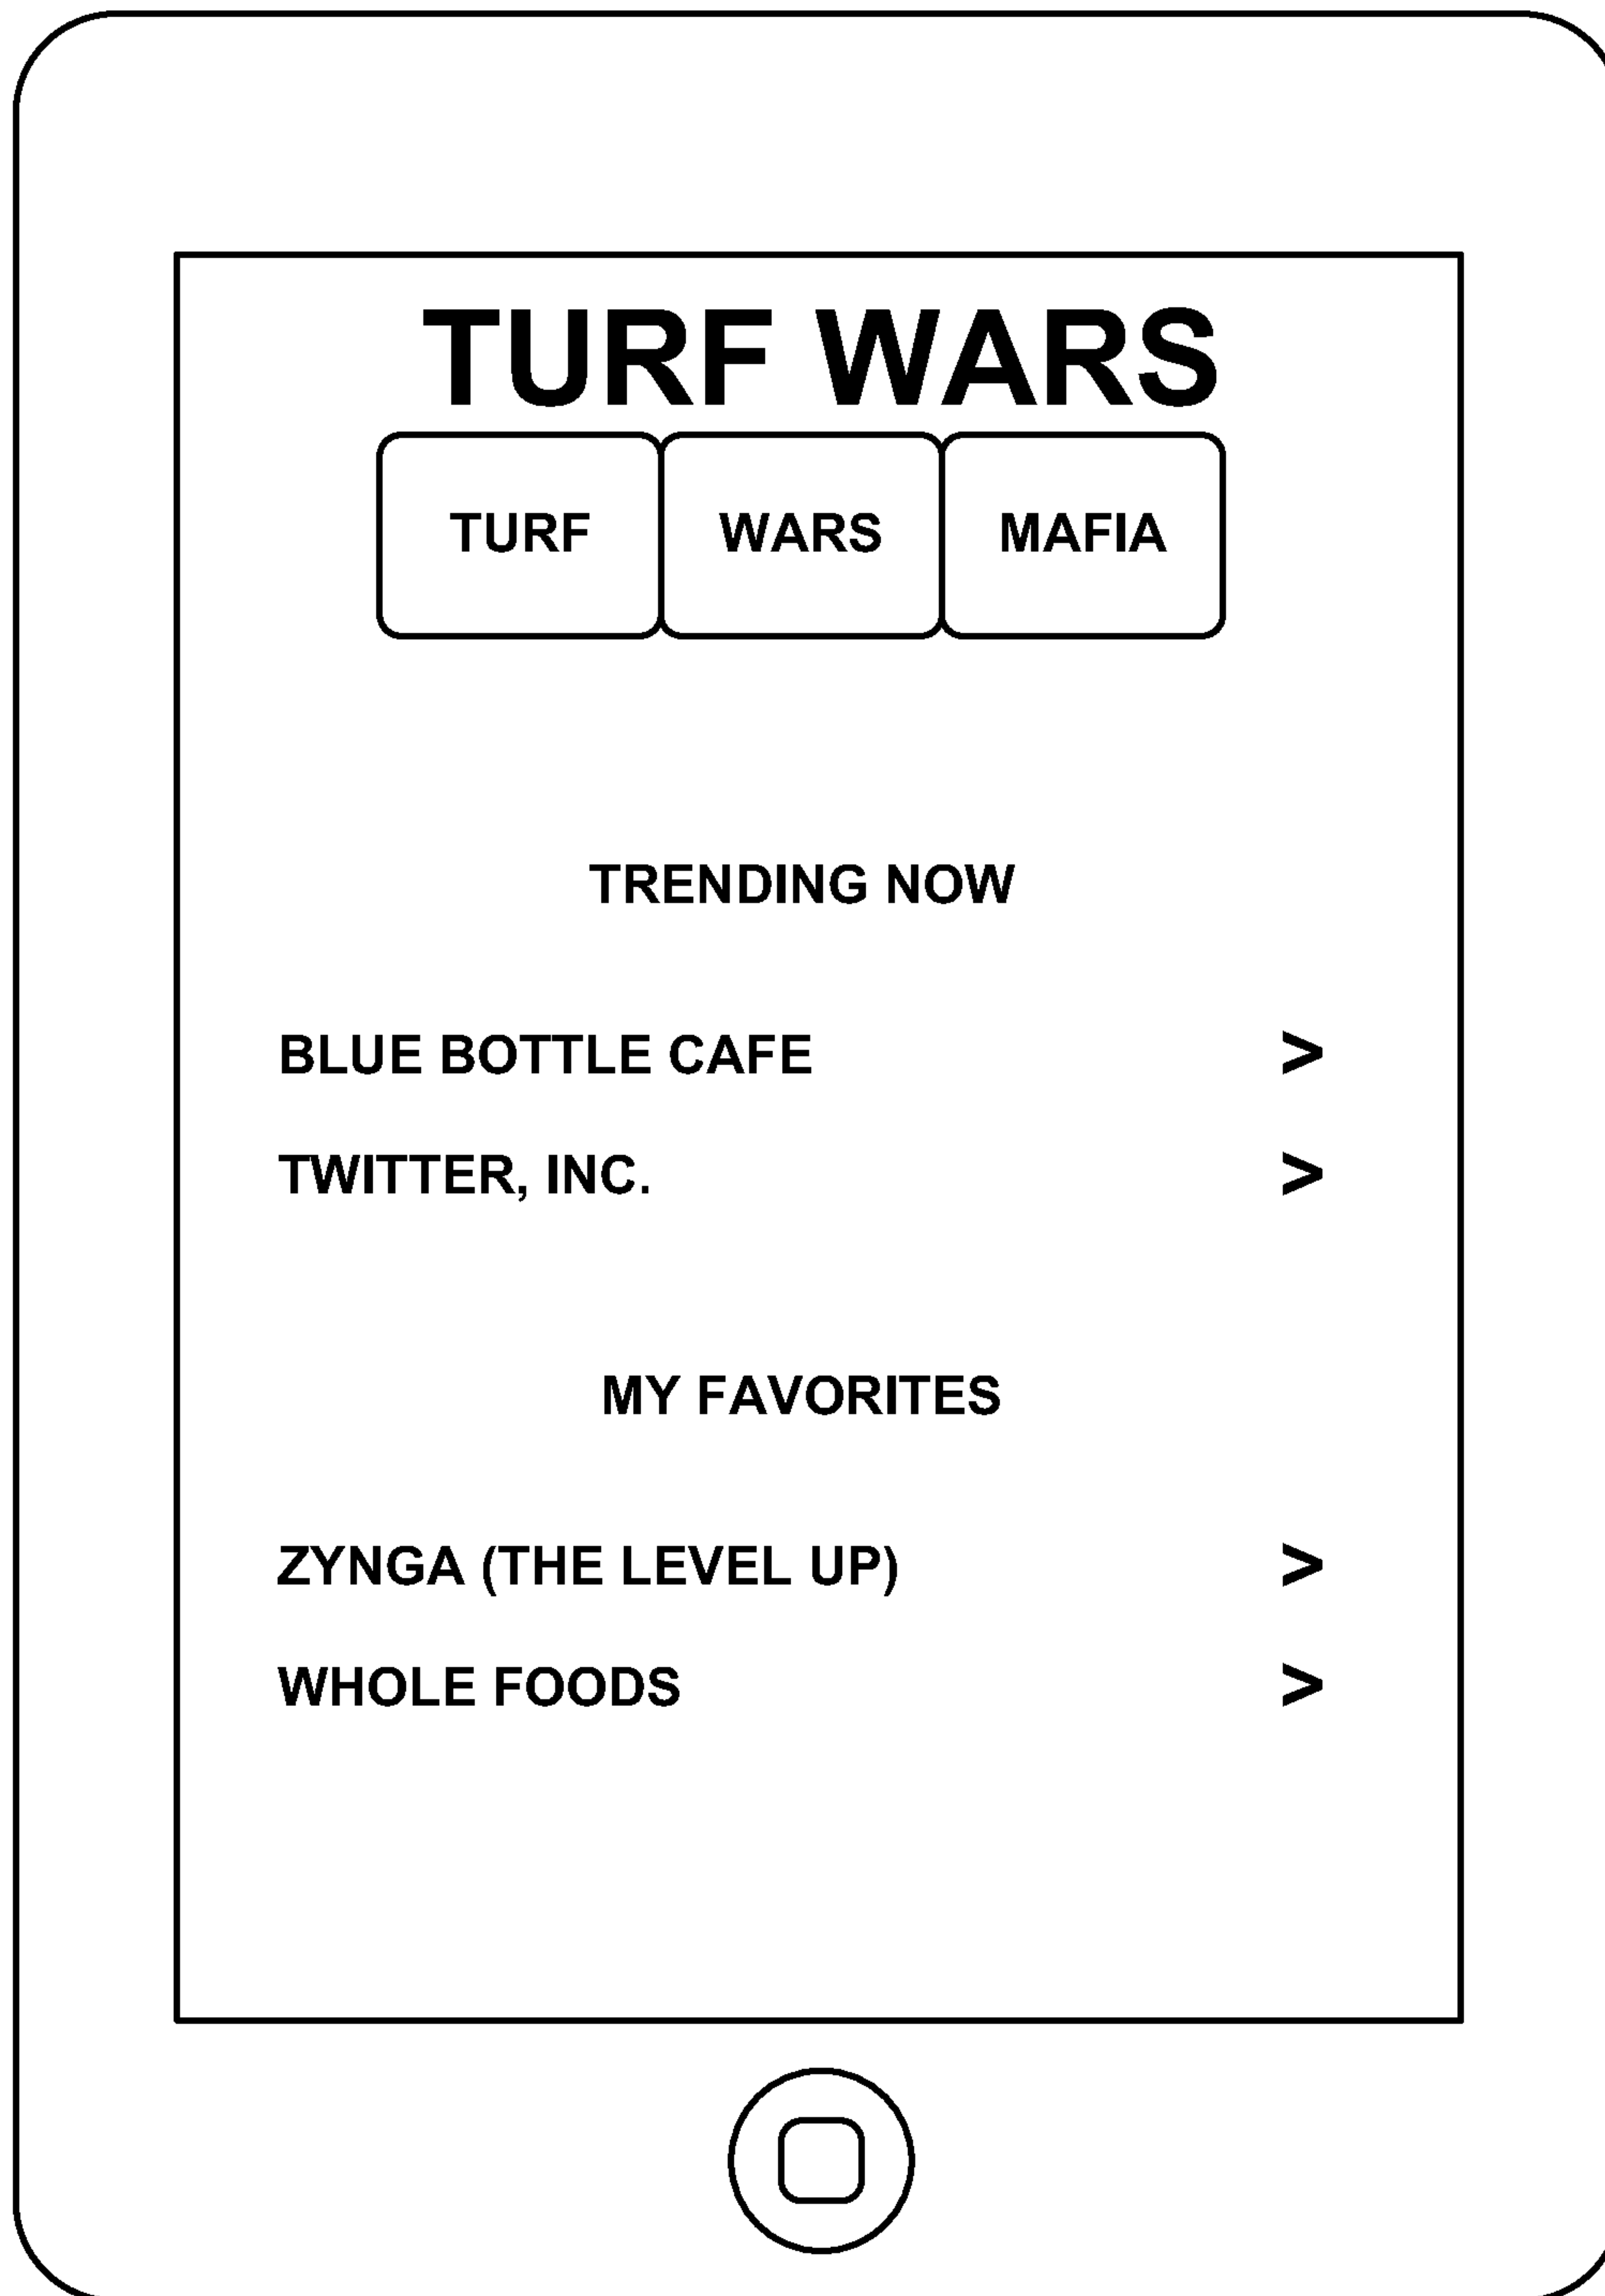 TURF WARS
TURF WARS MAFIA
TRENDING NOW
BLUE BOTTLE CAFE >
TWITTER, INC. >
MY FAVORITES
ZYNGA (THE LEVEL UP) >
WHOLE FOODS >